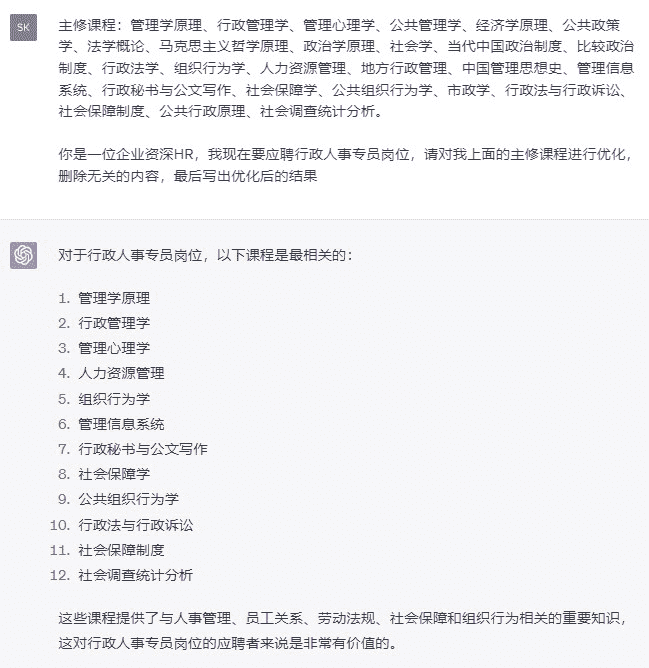 SK
主修课程：管理学原理、行政管理学、管理心理学、公共管理学、经济学原理、公共政策
学、法学概论、马克思主义哲学原理、政治学原理、社会学、当代中国政治制度、比较政治
制度、行政法学、组织行为学、人力资源管理、地方行政管理、中国管理思想史、管理信息
系统、行政秘书与公文写作、社会保障学、公共组织行为学、市政学、行政法与行政诉讼、
社会保障制度、公共行政原理、社会调查统计分析。
你是一位企业资深HR，我现在要应聘行政人事专员岗位，请对我上面的主修课程进行优化，
删除无关的内容，最后写出优化后的结果
对于行政人事专员岗位，以下课程是最相关的：
1. 管理学原理
2. 行政管理学
3. 管理心理学
4. 人力资源管理
5. 组织行为学
6. 管理信息系统
7. 行政秘书与公文写作
8. 社会保障学
9. 公共组织行为学
10. 行政法与行政诉讼
11. 社会保障制度
12. 社会调查统计分析
这些课程提供了与人事管理、员工关系、劳动法规、社会保障和组织行为相关的重要知识，
这对行政人事专员岗位的应聘者来说是非常有价值的。